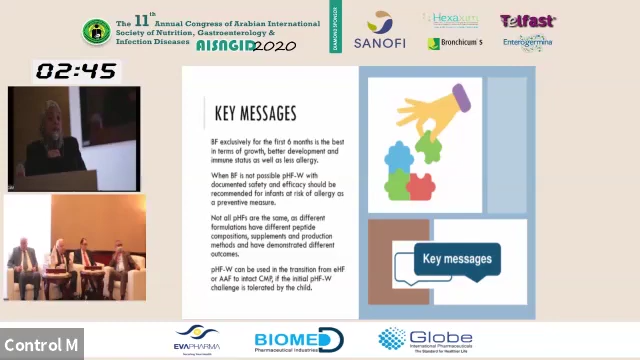 The 11th Annual Congress of Arabian International
Society of Nutrition, Gastroenterology &
Infection Diseases AISNGID2020
DIAMOND SPONSOR
SANOFI
Hexaxim
Telfast
Bronchicum S
Enterogermina
02:45
KEY MESSAGES
BF exclusively for the first 6 months is the best
in terms of growth, better development and
immune status as well as less allergy.
When BF is not possible pHF-W with
documented safety and efficacy should be
recommended for infants at risk of allergy as
a preventive measure.
Not all pHFs are the same, as different
formulations have different peptide
compositions, supplements and production
methods and have demonstrated different
outcomes.
pHF-W can be used in the transition from eHF
or AAF to intact CMP, if the initial pHF-W
challenge is tolerated by the child.
Key messages
Control M
EVAPHARMA
BIOMED
Pharmaceutical Industries
Globe
International Pharmaceuticals
The Standard for Healthier Life